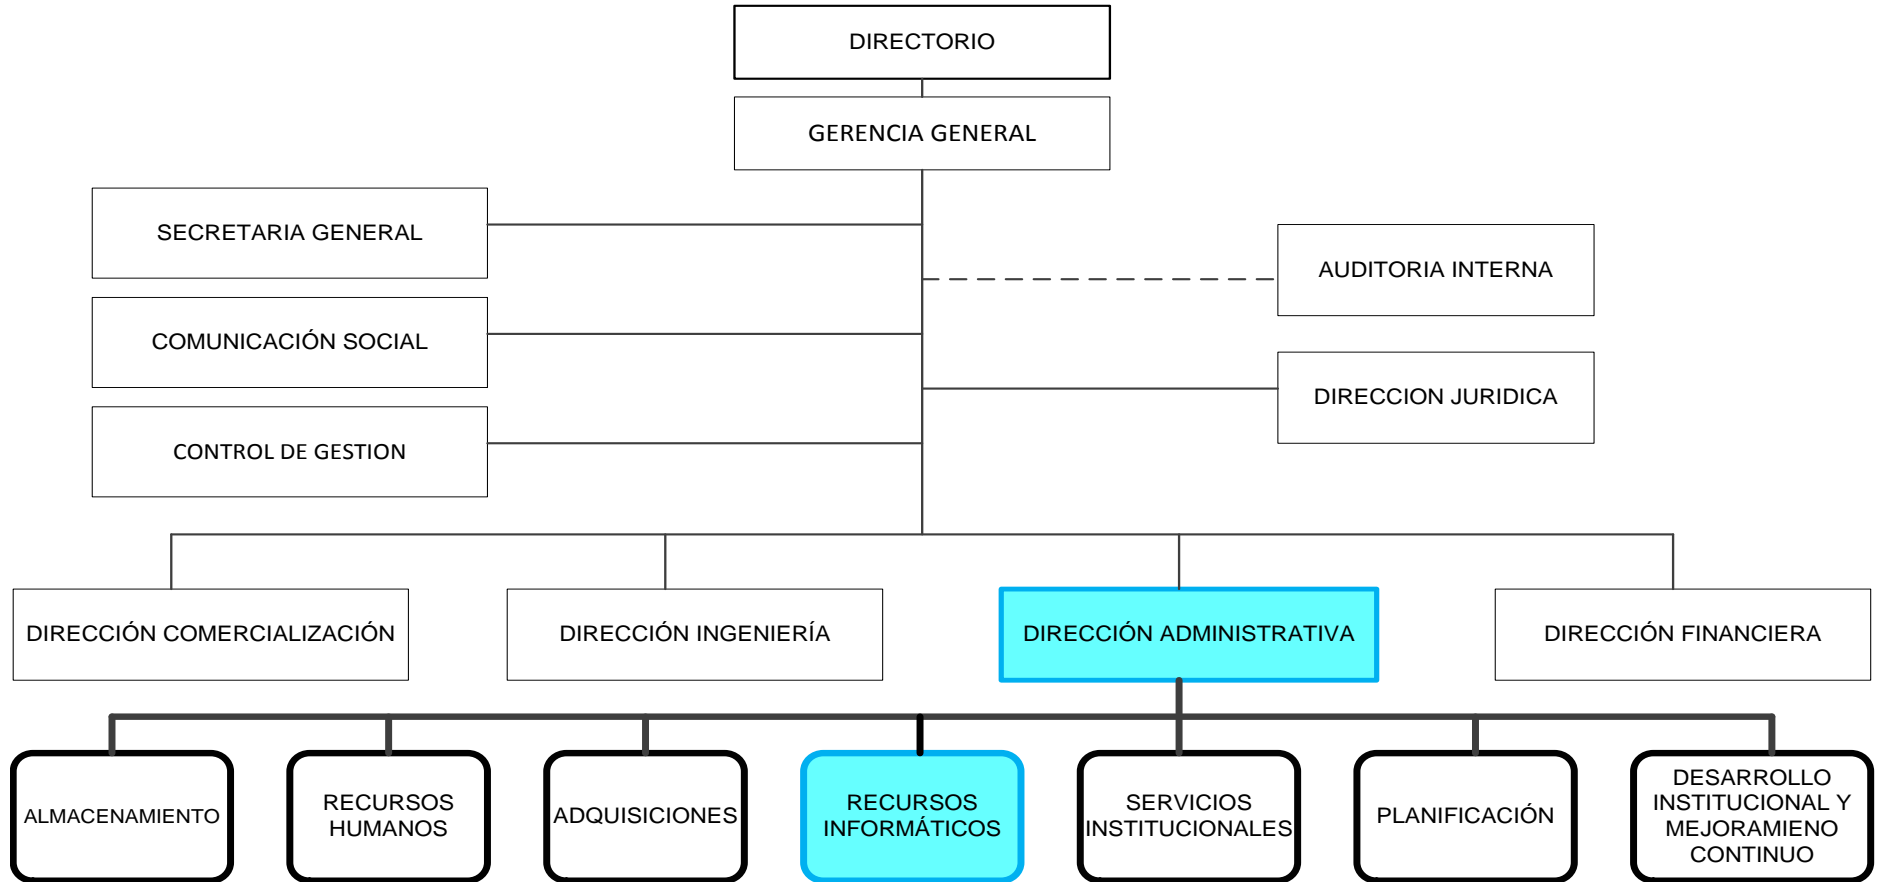 DIRECTORIO
GERENCIA GENERAL
SECRETARIA GENERAL
AUDITORIA INTERNA
COMUNICACIÓN SOCIAL
DIRECCION JURIDICA
CONTROL DE GESTION
DIRECCIÓN COMERCIALIZACIÓN
DIRECCIÓN INGENIERÍA
DIRECCIÓN ADMINISTRATIVA
DIRECCIÓN FINANCIERA
ALMACENAMIENTO
RECURSOS
HUMANOS
ADQUISICIONES
RECURSOS
INFORMÁTICOS
SERVICIOS
INSTITUCIONALES
PLANIFICACIÓN
DESARROLLO
INSTITUCIONAL Y
MEJORAMIENO
CONTINUO